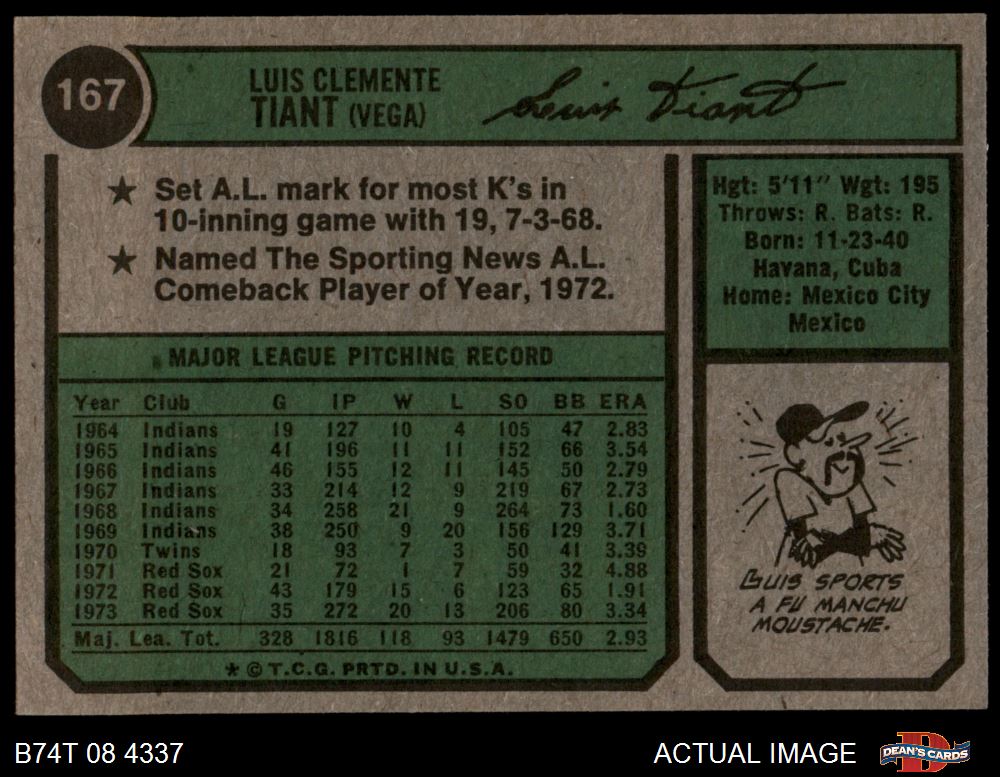 167
LUIS CLEMENTE
TIANT (VEGA)
Luis Tiant
★ Set A.L. mark for most K's in
10-inning game with 19, 7-3-68.
★ Named The Sporting News A.L.
Comeback Player of Year, 1972.
Hgt: 5'11" Wgt: 195
Throws: R. Bats: R.
Born: 11-23-40
Havana, Cuba
Home: Mexico City
Mexico
MAJOR LEAGUE PITCHING RECORD
Year Club G IP W L SO BB ERA
1964 Indians 19 127 10 4 105 47 2.83
1965 Indians 41 196 11 11 152 66 3.54
1966 Indians 46 155 12 11 145 50 2.79
1967 Indians 33 214 12 9 219 67 2.73
1968 Indians 34 258 21 9 264 73 1.60
1969 Indians 38 250 9 20 156 129 3.71
1970 Twins 18 93 7 3 50 41 3.39
1971 Red Sox 21 72 1 7 59 32 4.88
1972 Red Sox 43 179 15 6 123 65 1.91
1973 Red Sox 35 272 20 13 206 80 3.34
Maj. Lea. Tot. 328 1816 118 93 1479 650 2.93
* © T.C.G. PRTD. IN U.S.A.
LUIS SPORTS
A FU MANCHU
MOUSTACHE.
B74T 08 4337
ACTUAL IMAGE
D
DEAN'S CARDS